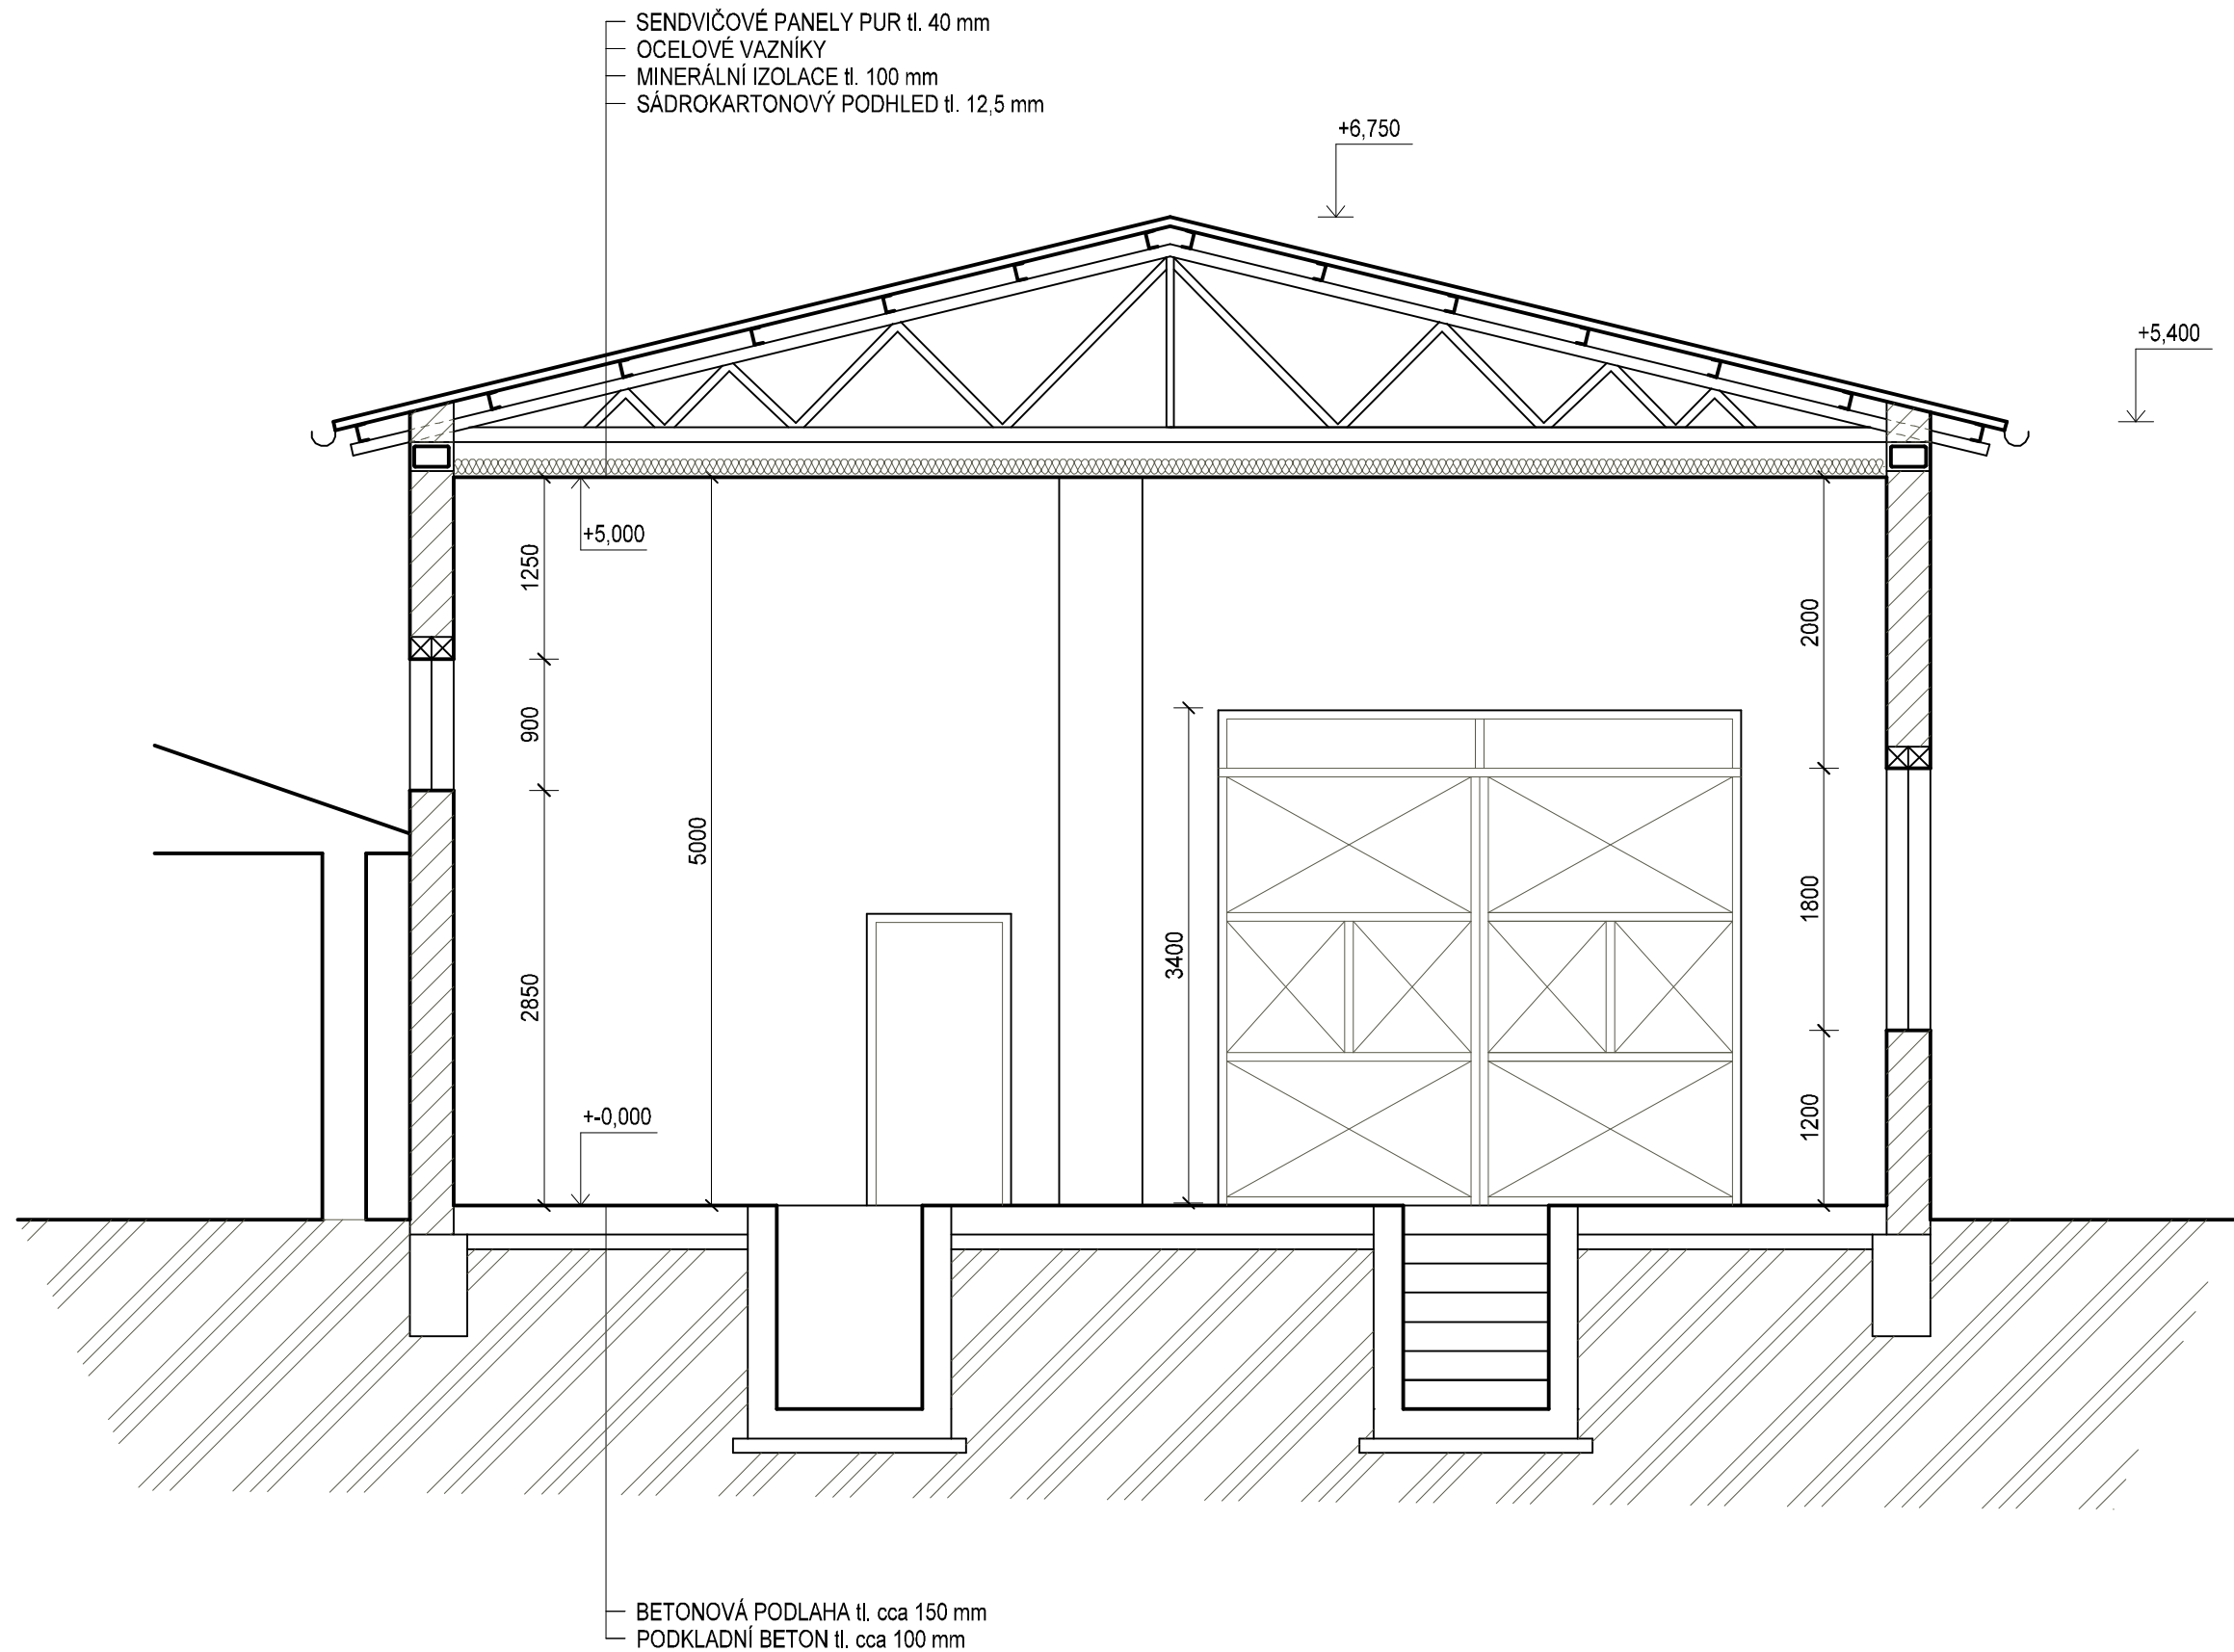 SENDVIČOVÉ PANELY PUR tl. 40 mm
OCELOVÉ VAZNÍKY
MINERÁLNÍ IZOLACE tl. 100 mm
SÁDROKARTONOVÝ PODHLED tl. 12,5 mm
+6,750
+5,400
+5,000
1250
2000
900
5000
1800
3400
2850
1200
+-0,000
BETONOVÁ PODLAHA tl. cca 150 mm
PODKLADNÍ BETON tl. cca 100 mm